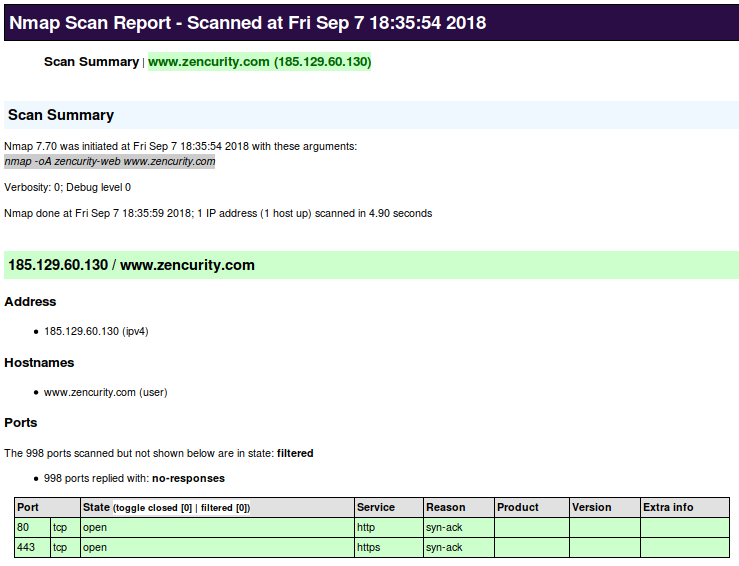 Nmap Scan Report - Scanned at Fri Sep 7 18:35:54 2018
Scan Summary | www.zencurity.com (185.129.60.130)
Scan Summary
Nmap 7.70 was initiated at Fri Sep 7 18:35:54 2018 with these arguments:
nmap -oA zencurity-web www.zencurity.com
Verbosity: 0; Debug level 0
Nmap done at Fri Sep 7 18:35:59 2018; 1 IP address (1 host up) scanned in 4.90 seconds
185.129.60.130 / www.zencurity.com
Address
• 185.129.60.130 (ipv4)
Hostnames
• www.zencurity.com (user)
Ports
The 998 ports scanned but not shown below are in state: filtered
• 998 ports replied with: no-responses
Port State (toggle closed [0] | filtered [0]) Service Reason Product Version Extra info
80 tcp open http syn-ack
443 tcp open https syn-ack